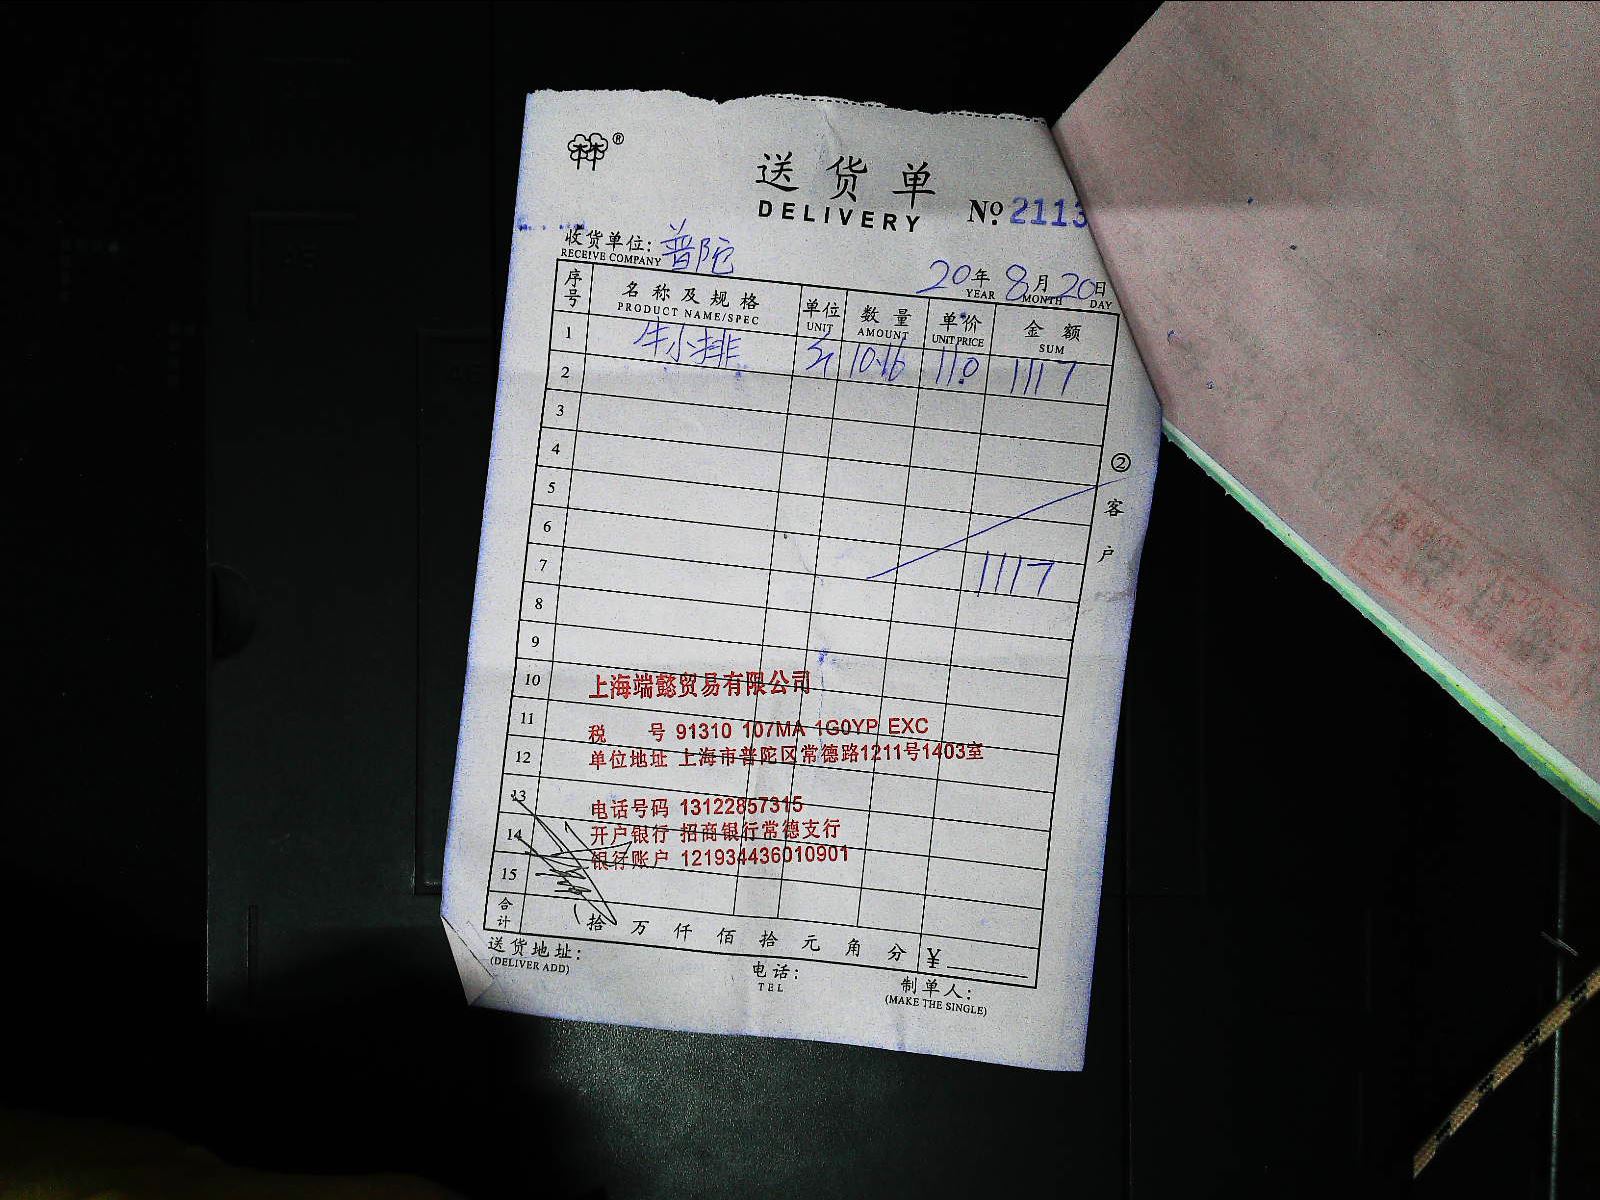 ®
送货单
DELIVERY
№ 2113
收货单位: 普陀
RECEIVE COMPANY
20年 8月 20日
YEAR MONTH DAY
序号 名称及规格 单位 数量 单价 金额
PRODUCT NAME/SPEC UNIT AMOUNT UNIT PRICE SUM
1 牛小排 斤 10.16 110 1117
2
3
4
5
6
7 1117
8
9
10
上海端懿贸易有限公司
11
税 号 91310 107MA 1G0YP EXC
12
单位地址 上海市普陀区常德路1211号1403室
13
电话号码 13122857315
14
开户银行 招商银行常德支行
银行账户 121934436010901
15
合计 拾 万 仟 佰 拾 元 角 分 ¥
送货地址:
(DELIVER ADD)
电话:
TEL
制单人:
(MAKE THE SINGLE)
② 客户